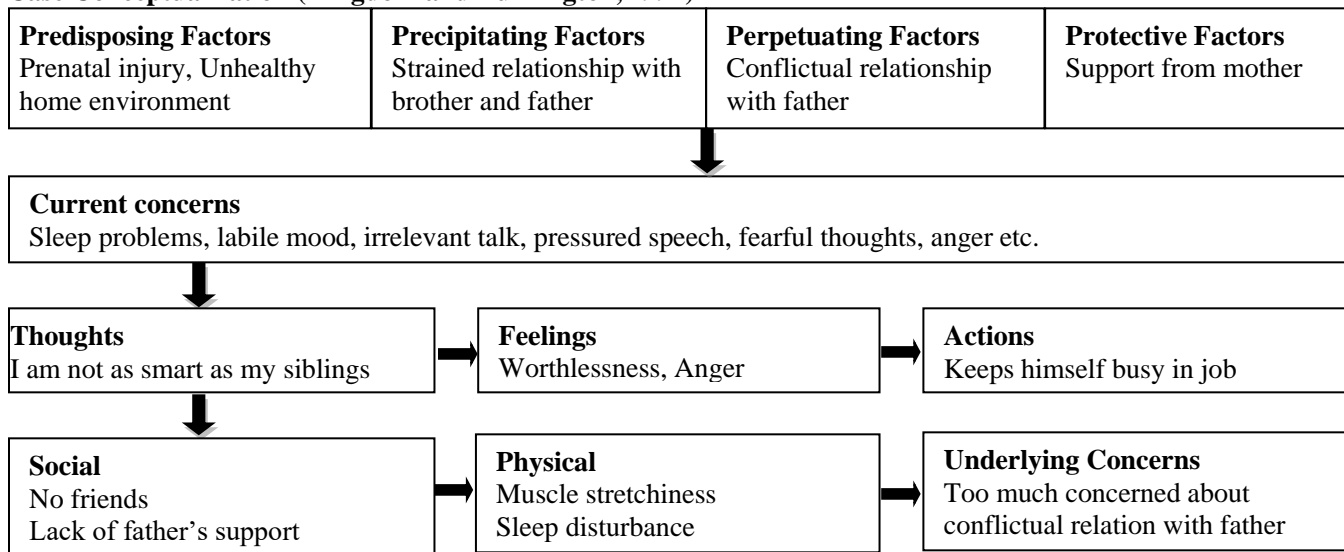 Predisposing Factors
Prenatal injury, Unhealthy
home environment
Precipitating Factors
Strained relationship with
brother and father
Perpetuating Factors
Conflictual relationship
with father
Protective Factors
Support from mother
Current concerns
Sleep problems, labile mood, irrelevant talk, pressured speech, fearful thoughts, anger etc.
Thoughts
I am not as smart as my siblings
Feelings
Worthlessness, Anger
Actions
Keeps himself busy in job
Social
No friends
Lack of father's support
Physical
Muscle stretchiness
Sleep disturbance
Underlying Concerns
Too much concerned about
conflictual relation with father